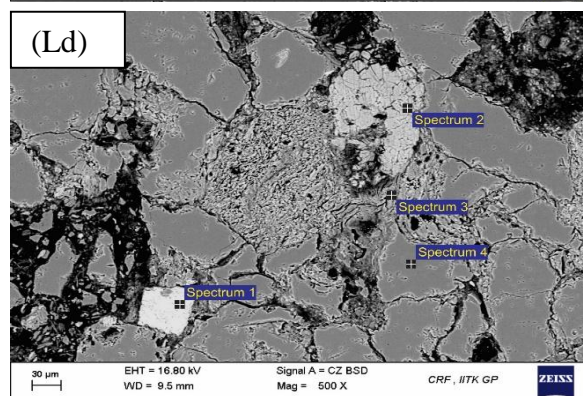 (Ld)
Spectrum 2
Spectrum 3
Spectrum 4
Spectrum 1
30 µm
EHT = 16.80 kV
WD = 9.5 mm
Signal A = CZ BSD
Mag = 500 X
CRF , IITK GP
ZEISS